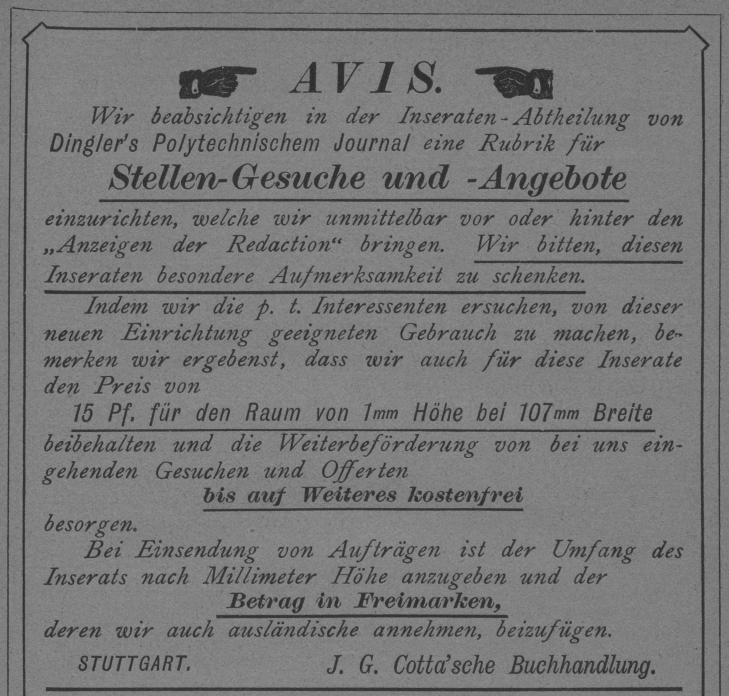 AVIS.
Wir beabsichtigen in der Inseraten-Abtheilung von
Dingler's Polytechnischem Journal eine Rubrik für
Stellen-Gesuche und -Angebote
einzurichten, welche wir unmittelbar vor oder hinter den
„Anzeigen der Redaction“ bringen. Wir bitten, diesen
Inseraten besondere Aufmerksamkeit zu schenken.
Indem wir die p. t. Interessenten ersuchen, von dieser
neuen Einrichtung geeigneten Gebrauch zu machen, be-
merken wir ergebenst, dass wir auch für diese Inserate
den Preis von
15 Pf. für den Raum von 1mm Höhe bei 107mm Breite
beibehalten und die Weiterbeförderung von bei uns ein-
gehenden Gesuchen und Offerten
bis auf Weiteres kostenfrei
besorgen.
Bei Einsendung von Aufträgen ist der Umfang des
Inserats nach Millimeter Höhe anzugeben und der
Betrag in Freimarken,
deren wir auch ausländische annehmen, beizufügen.
STUTTGART. J. G. Cotta'sche Buchhandlung.